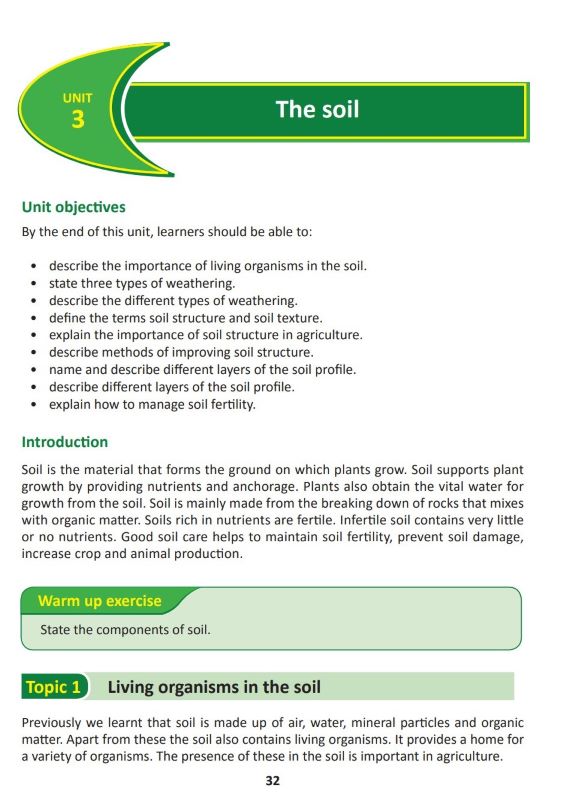 UNIT
3
The soil
Unit objectives
By the end of this unit, learners should be able to:
• describe the importance of living organisms in the soil.
• state three types of weathering.
• describe the different types of weathering.
• define the terms soil structure and soil texture.
• explain the importance of soil structure in agriculture.
• describe methods of improving soil structure.
• name and describe different layers of the soil profile.
• describe different layers of the soil profile.
• explain how to manage soil fertility.
Introduction
Soil is the material that forms the ground on which plants grow. Soil supports plant
growth by providing nutrients and anchorage. Plants also obtain the vital water for
growth from the soil. Soil is mainly made from the breaking down of rocks that mixes
with organic matter. Soils rich in nutrients are fertile. Infertile soil contains very little
or no nutrients. Good soil care helps to maintain soil fertility, prevent soil damage,
increase crop and animal production.
Warm up exercise
State the components of soil.
Topic 1 Living organisms in the soil
Previously we learnt that soil is made up of air, water, mineral particles and organic
matter. Apart from these the soil also contains living organisms. It provides a home for
a variety of organisms. The presence of these in the soil is important in agriculture.
32